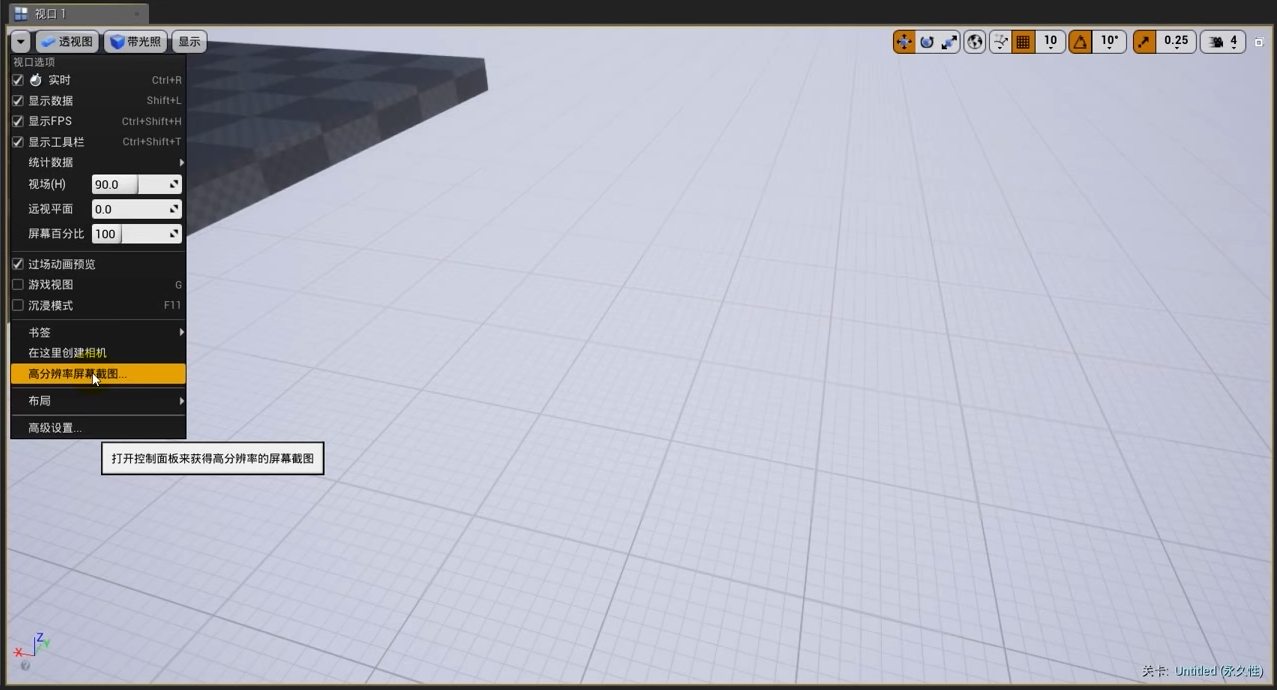 视口 1
透视图 带光照 显示 10 10° 0.25 4
视口选项
实时 Ctrl+R
显示数据 Shift+L
显示FPS Ctrl+Shift+H
显示工具栏 Ctrl+Shift+T
统计数据
视场(H) 90.0
远视平面 0.0
屏幕百分比 100
过场动画预览
游戏视图 G
沉浸模式 F11
书签
在这里创建相机
高分辨率屏幕截图...
布局
高级设置...
打开控制面板来获得高分辨率的屏幕截图
Z
X Y
关卡: Untitled (永久性)